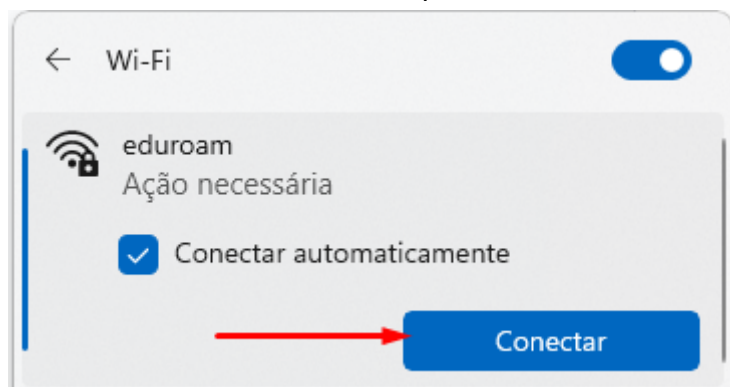 Wi-Fi
eduroam
Ação necessária
Conectar automaticamente
Conectar